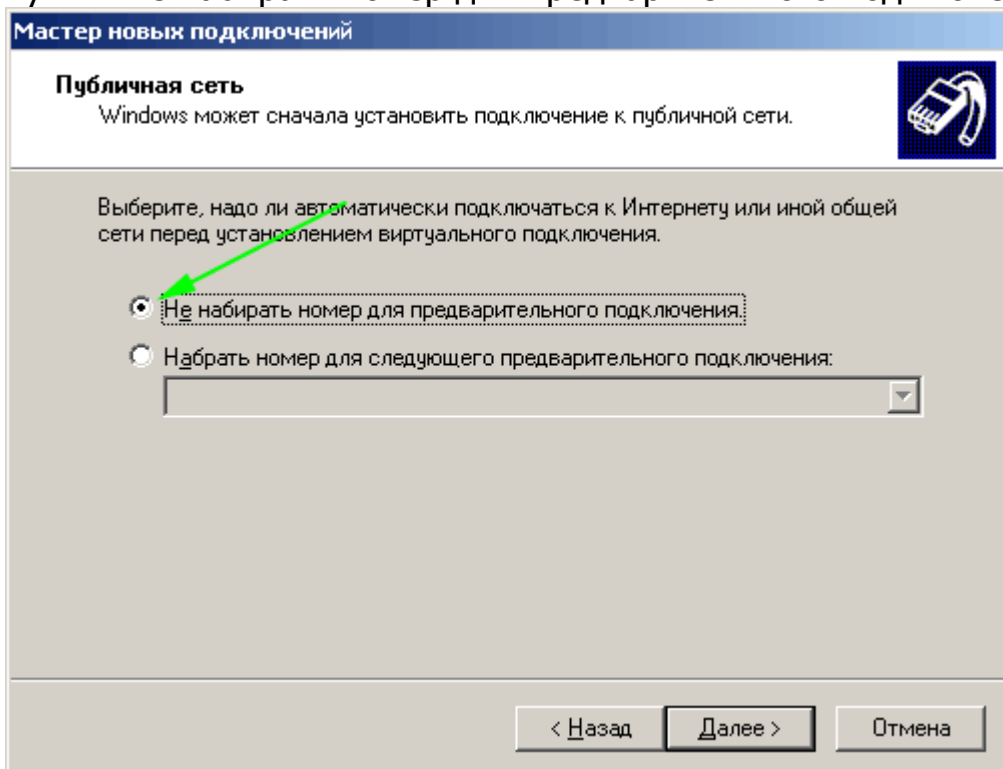 Мастер новых подключений
Публичная сеть
Windows может сначала установить подключение к публичной сети.
Выберите, надо ли автоматически подключаться к Интернету или иной общей
сети перед установлением виртуального подключения.
Не набирать номер для предварительного подключения.
Набрать номер для следующего предварительного подключения:
< Назад
Далее >
Отмена